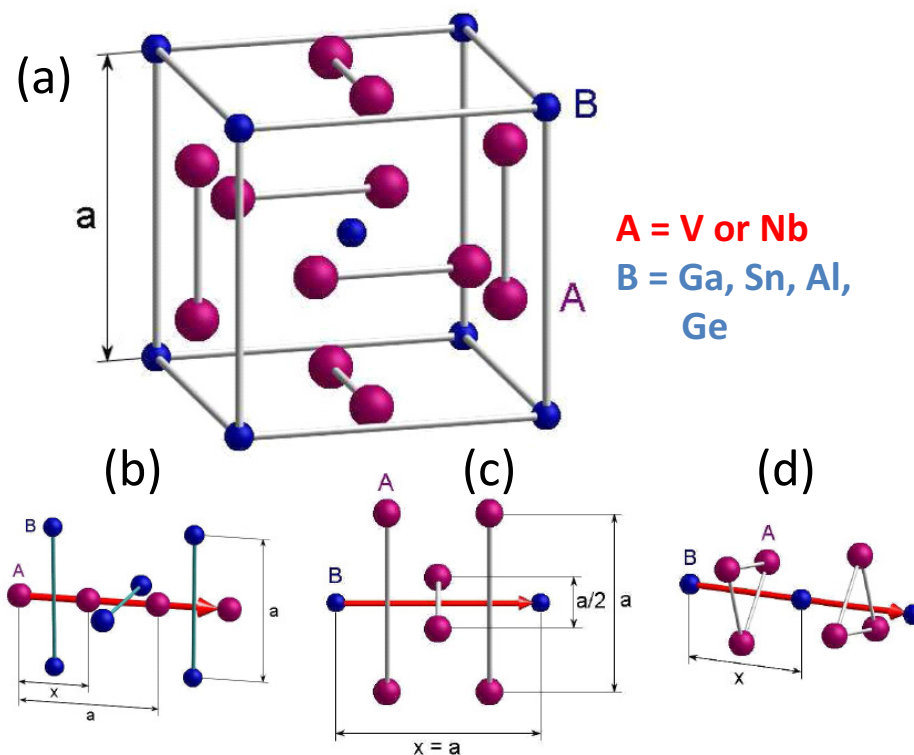 (a)
B
a
A = V or Nb
B = Ga, Sn, Al,
Ge
A
(b)
(c)
(d)
B
A
a
x
a
A
B
a/2
a
x = a
B
A
x